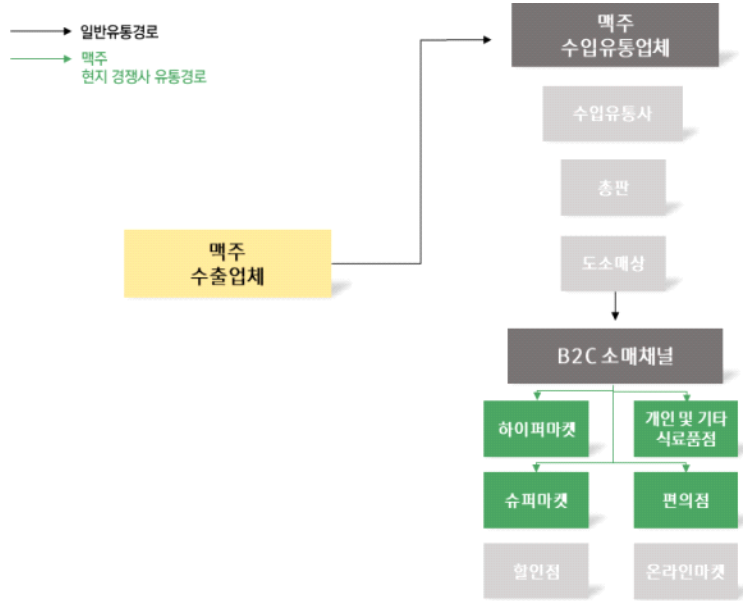 일반유통경로
맥주
현지 경쟁사 유통경로
맥주
수입유통업체
수입유통사
총판
맥주
수출업체
도소매상
B2C 소매채널
하이퍼마켓
개인 및 기타
식료품점
슈퍼마켓
편의점
할인점
온라인마켓